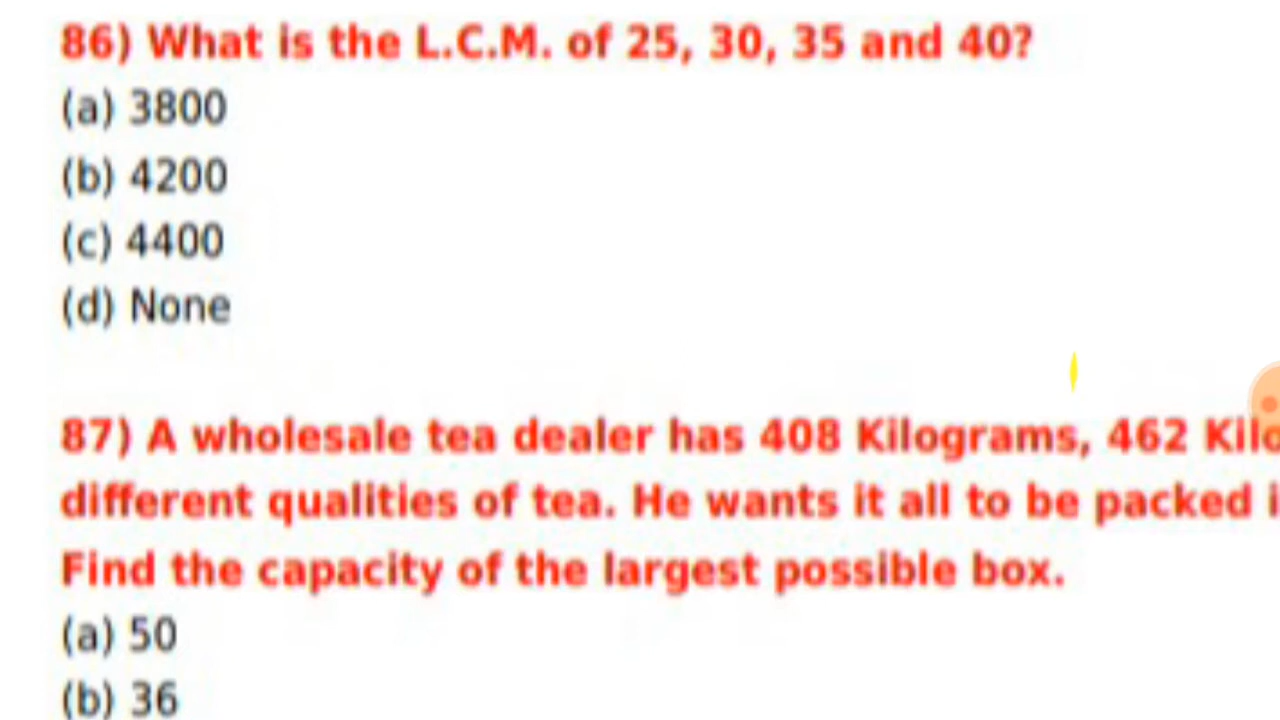 86) What is the L.C.M. of 25, 30, 35 and 40?
(a) 3800
(b) 4200
(c) 4400
(d) None
87) A wholesale tea dealer has 408 Kilograms, 462 Kilo
different qualities of tea. He wants it all to be packed i
Find the capacity of the largest possible box.
(a) 50
(b) 36